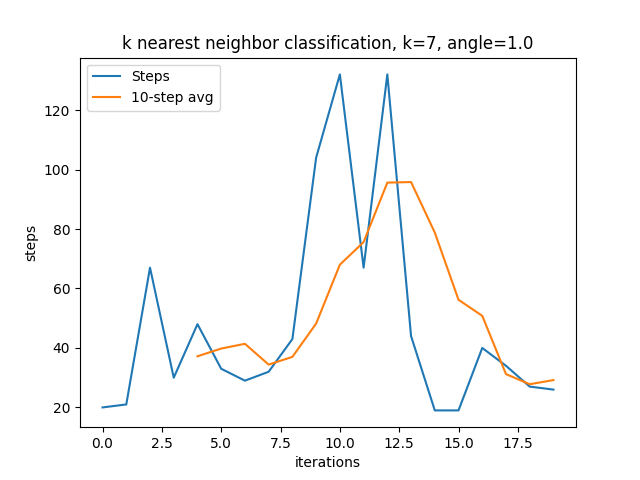 k nearest neighbor classification, k=7, angle=1.0
Steps
10-step avg
120
100
80
60
40
20
steps
0.0 2.5 5.0 7.5 10.0 12.5 15.0 17.5
iterations